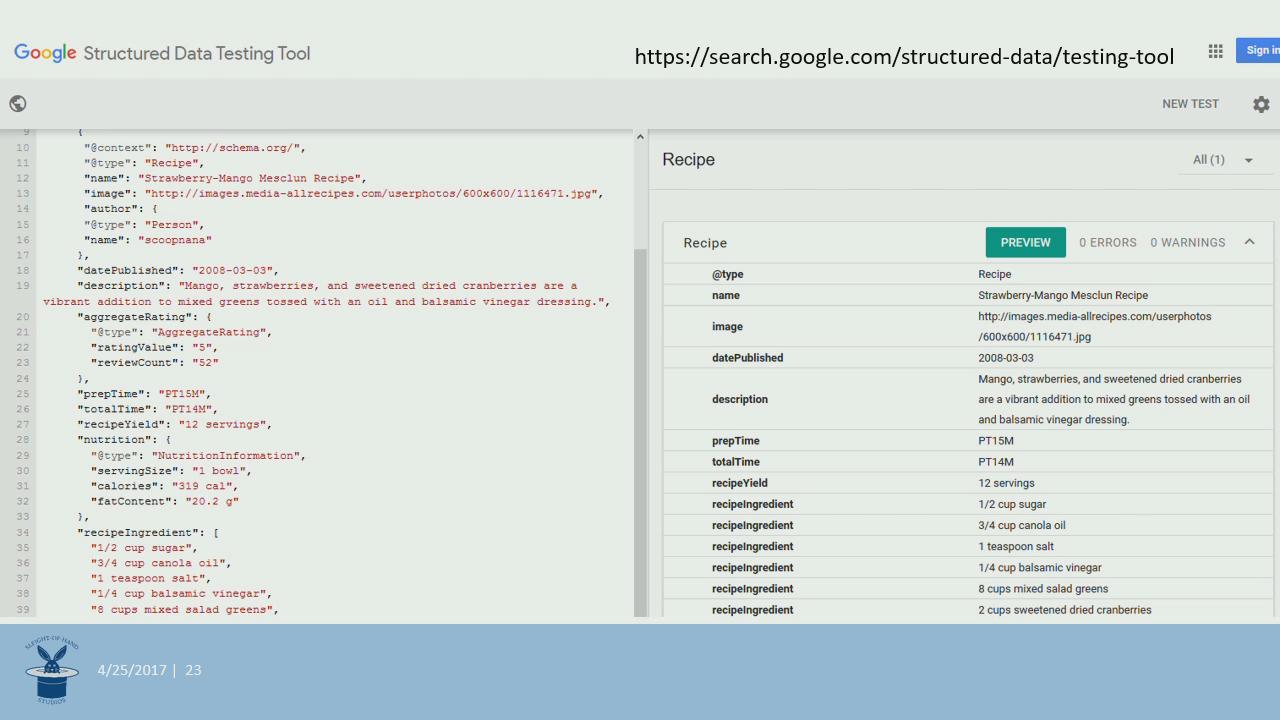 Google Structured Data Testing Tool
https://search.google.com/structured-data/testing-tool
Sign in
NEW TEST
9 {
10 "@context": "http://schema.org/",
11 "@type": "Recipe",
12 "name": "Strawberry-Mango Mesclun Recipe",
13 "image": "http://images.media-allrecipes.com/userphotos/600x600/1116471.jpg",
14 "author": {
15 "@type": "Person",
16 "name": "scoopnana"
17 },
18 "datePublished": "2008-03-03",
19 "description": "Mango, strawberries, and sweetened dried cranberries are a
vibrant addition to mixed greens tossed with an oil and balsamic vinegar dressing.",
20 "aggregateRating": {
21 "@type": "AggregateRating",
22 "ratingValue": "5",
23 "reviewCount": "52"
24 },
25 "prepTime": "PT15M",
26 "totalTime": "PT14M",
27 "recipeYield": "12 servings",
28 "nutrition": {
29 "@type": "NutritionInformation",
30 "servingSize": "1 bowl",
31 "calories": "319 cal",
32 "fatContent": "20.2 g"
33 },
34 "recipeIngredient": [
35 "1/2 cup sugar",
36 "3/4 cup canola oil",
37 "1 teaspoon salt",
38 "1/4 cup balsamic vinegar",
39 "8 cups mixed salad greens",
Recipe
All (1)
Recipe PREVIEW 0 ERRORS 0 WARNINGS
@type Recipe
name Strawberry-Mango Mesclun Recipe
image http://images.media-allrecipes.com/userphotos
/600x600/1116471.jpg
datePublished 2008-03-03
description Mango, strawberries, and sweetened dried cranberries
are a vibrant addition to mixed greens tossed with an oil
and balsamic vinegar dressing.
prepTime PT15M
totalTime PT14M
recipeYield 12 servings
recipeIngredient 1/2 cup sugar
recipeIngredient 3/4 cup canola oil
recipeIngredient 1 teaspoon salt
recipeIngredient 1/4 cup balsamic vinegar
recipeIngredient 8 cups mixed salad greens
recipeIngredient 2 cups sweetened dried cranberries
SLEIGHT-OF-HAND
STUDIOS
4/25/2017 | 23